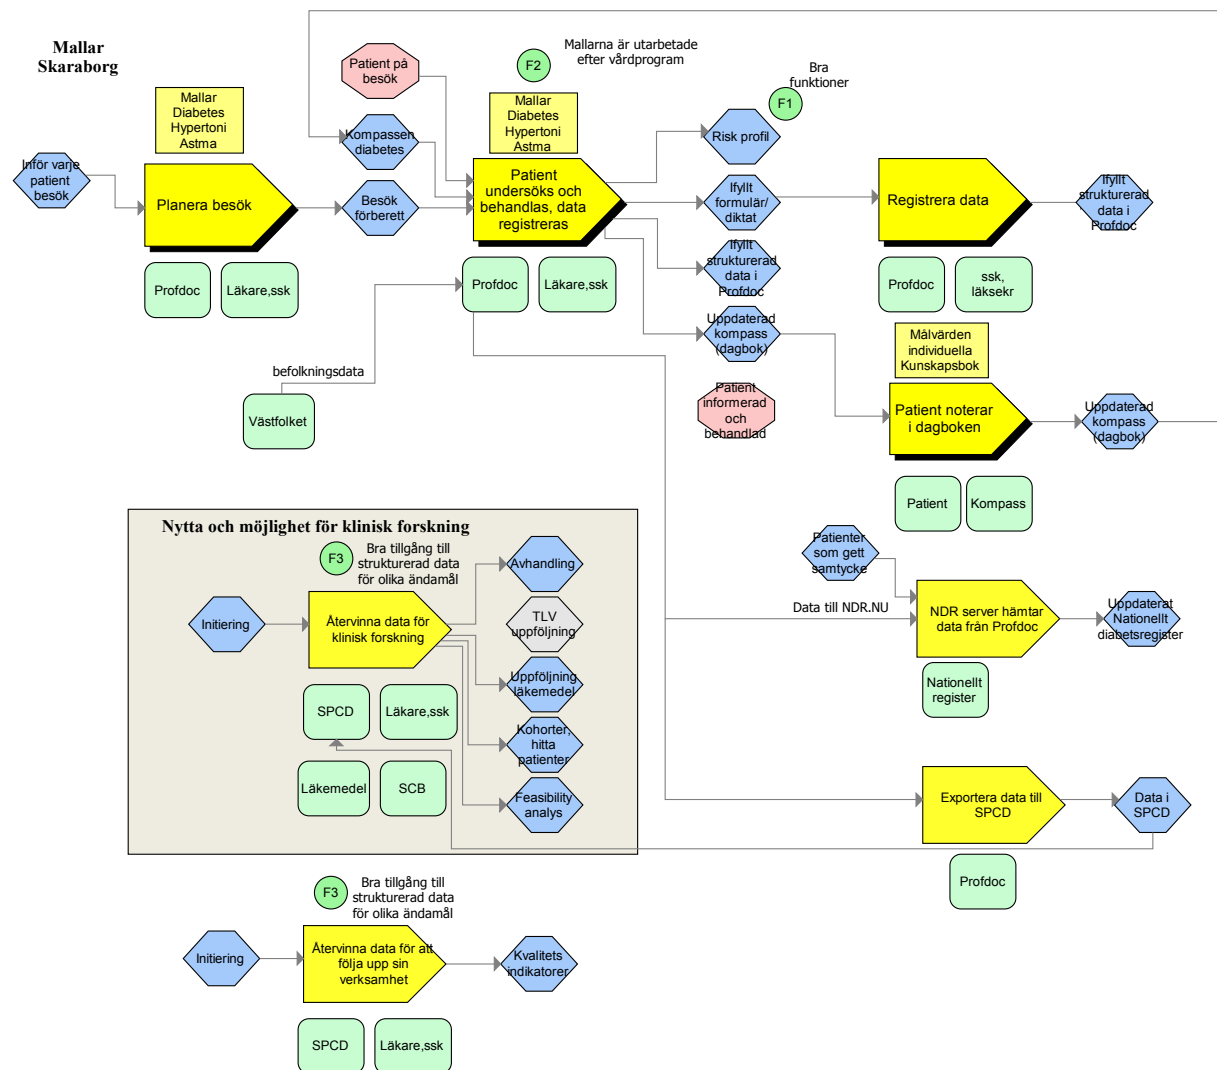 Mallar
Skaraborg
Mallar
Diabetes
Hypertoni
Astma
Inför varje
patient
besök
Planera besök
Profdoc
Läkare,ssk
Patient på
besök
Kompassen
diabetes
Besök
förberett
F2
Mallarna är utarbetade
efter vårdprogram
Mallar
Diabetes
Hypertoni
Astma
Patient
undersöks och
behandlas, data
registreras
Profdoc
Läkare,ssk
befolkningsdata
Västfolket
Bra
funktioner
F1
Risk profil
Ifyllt
formulär/
diktat
Ifyllt
strukturerad
data i
Profdoc
Uppdaterad
kompass
(dagbok)
Patient
informerad
och
behandlad
Registrera data
Profdoc
ssk,
läksekr
Ifyllt
strukturerad
data i
Profdoc
Målvärden
individuella
Kunskapsbok
Patient noterar
i dagboken
Patient
Kompass
Uppdaterad
kompass
(dagbok)
Patienter
som gett
samtycke
Data till NDR.NU
NDR server hämtar
data från Profdoc
Nationellt
register
Uppdaterat
Nationellt
diabetsregister
Exportera data till
SPCD
Profdoc
Data i
SPCD
Nytta och möjlighet för klinisk forskning
F3
Bra tillgång till
strukturerad data
för olika ändamål
Initiering
Återvinna data för
klinisk forskning
SPCD
Läkare,ssk
Läkemedel
SCB
Avhandling
TLV
uppföljning
Uppföljning
läkemedel
Kohorter,
hitta
patienter
Feasibility
analys
F3
Bra tillgång till
strukturerad data
för olika ändamål
Initiering
Återvinna data för att
följa upp sin
verksamhet
Kvalitets
indikatorer
SPCD
Läkare,ssk